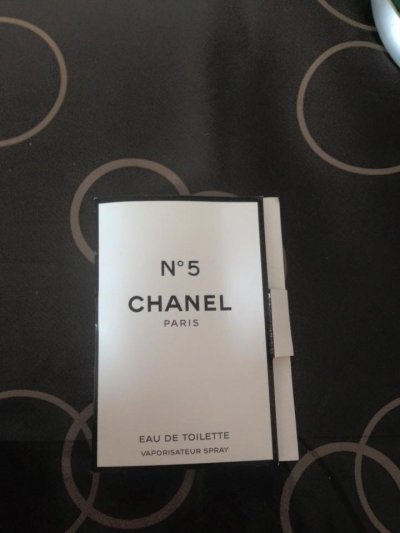 N°5
CHANEL
PARIS
EAU DE TOILETTE
VAPORISATEUR SPRAY